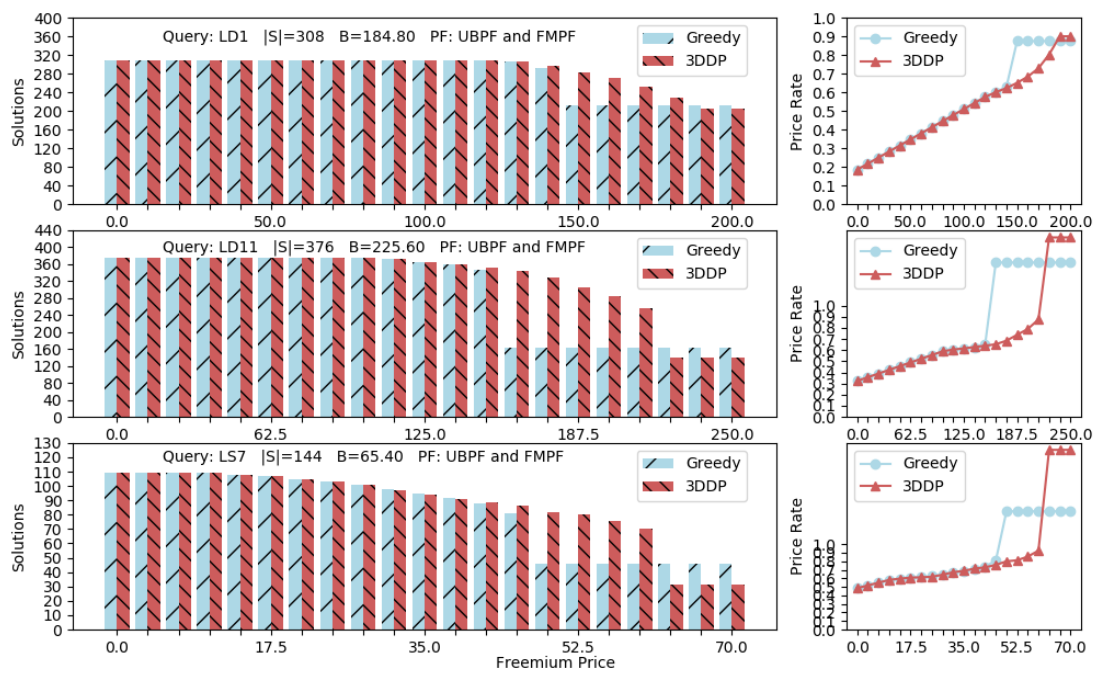 Query: LD1 |S|=308 B=184.80 PF: UBPF and FMPF
Greedy
3DDP
Solutions
400
360
320
280
240
200
160
120
80
40
0
0.0 50.0 100.0 150.0 200.0
Greedy
3DDP
Price Rate
1.0
0.9
0.8
0.7
0.6
0.5
0.4
0.3
0.2
0.1
0.0
0.0 50.0 100.0 150.0 200.0
Query: LD11 |S|=376 B=225.60 PF: UBPF and FMPF
Greedy
3DDP
Solutions
440
400
360
320
280
240
200
160
120
80
40
0
0.0 62.5 125.0 187.5 250.0
Greedy
3DDP
Price Rate
1.0
0.9
0.8
0.7
0.6
0.5
0.4
0.3
0.2
0.1
0.0
0.0 62.5 125.0 187.5 250.0
Query: LS7 |S|=144 B=65.40 PF: UBPF and FMPF
Greedy
3DDP
Solutions
130
120
110
100
90
80
70
60
50
40
30
20
10
0
0.0 17.5 35.0 52.5 70.0
Freemium Price
Greedy
3DDP
Price Rate
1.0
0.9
0.8
0.7
0.6
0.5
0.4
0.3
0.2
0.1
0.0
0.0 17.5 35.0 52.5 70.0